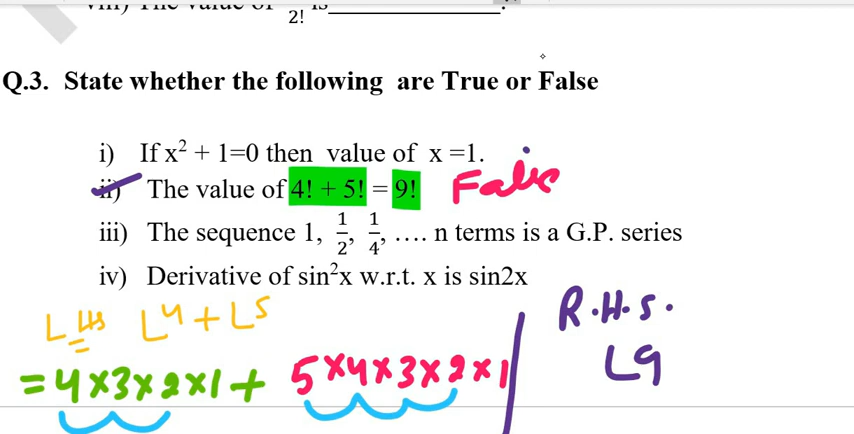 2!
Q.3. State whether the following are True or False
i) If x² + 1=0 then value of x =1.
ii) The value of 4! + 5! = 9! False
iii) The sequence 1, 1/2, 1/4, .... n terms is a G.P. series
iv) Derivative of sin²x w.r.t. x is sin2x
LHS L4 + L5
= 4×3×2×1 + 5×4×3×2×1
R.H.S.
L9